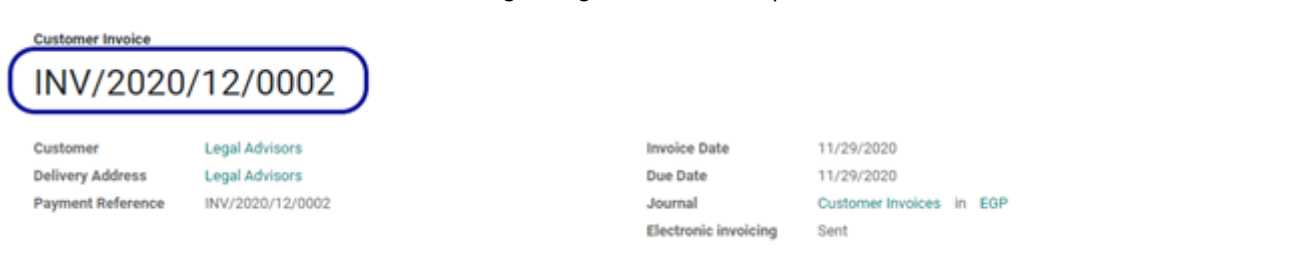 Customer Invoice
INV/2020/12/0002
Customer Legal Advisors
Delivery Address Legal Advisors
Payment Reference INV/2020/12/0002
Invoice Date 11/29/2020
Due Date 11/29/2020
Journal Customer Invoices in EGP
Electronic invoicing Sent